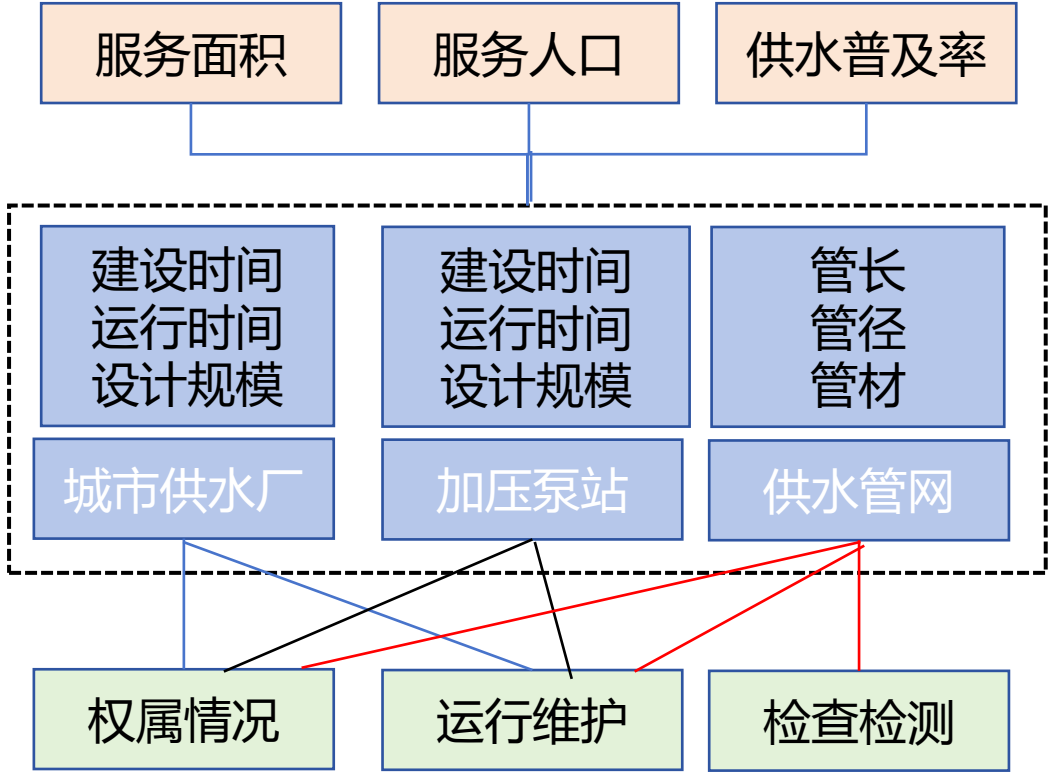 服务面积
服务人口
供水普及率
建设时间
运行时间
设计规模
建设时间
运行时间
设计规模
管长
管径
管材
城市供水厂
加压泵站
供水管网
权属情况
运行维护
检查检测